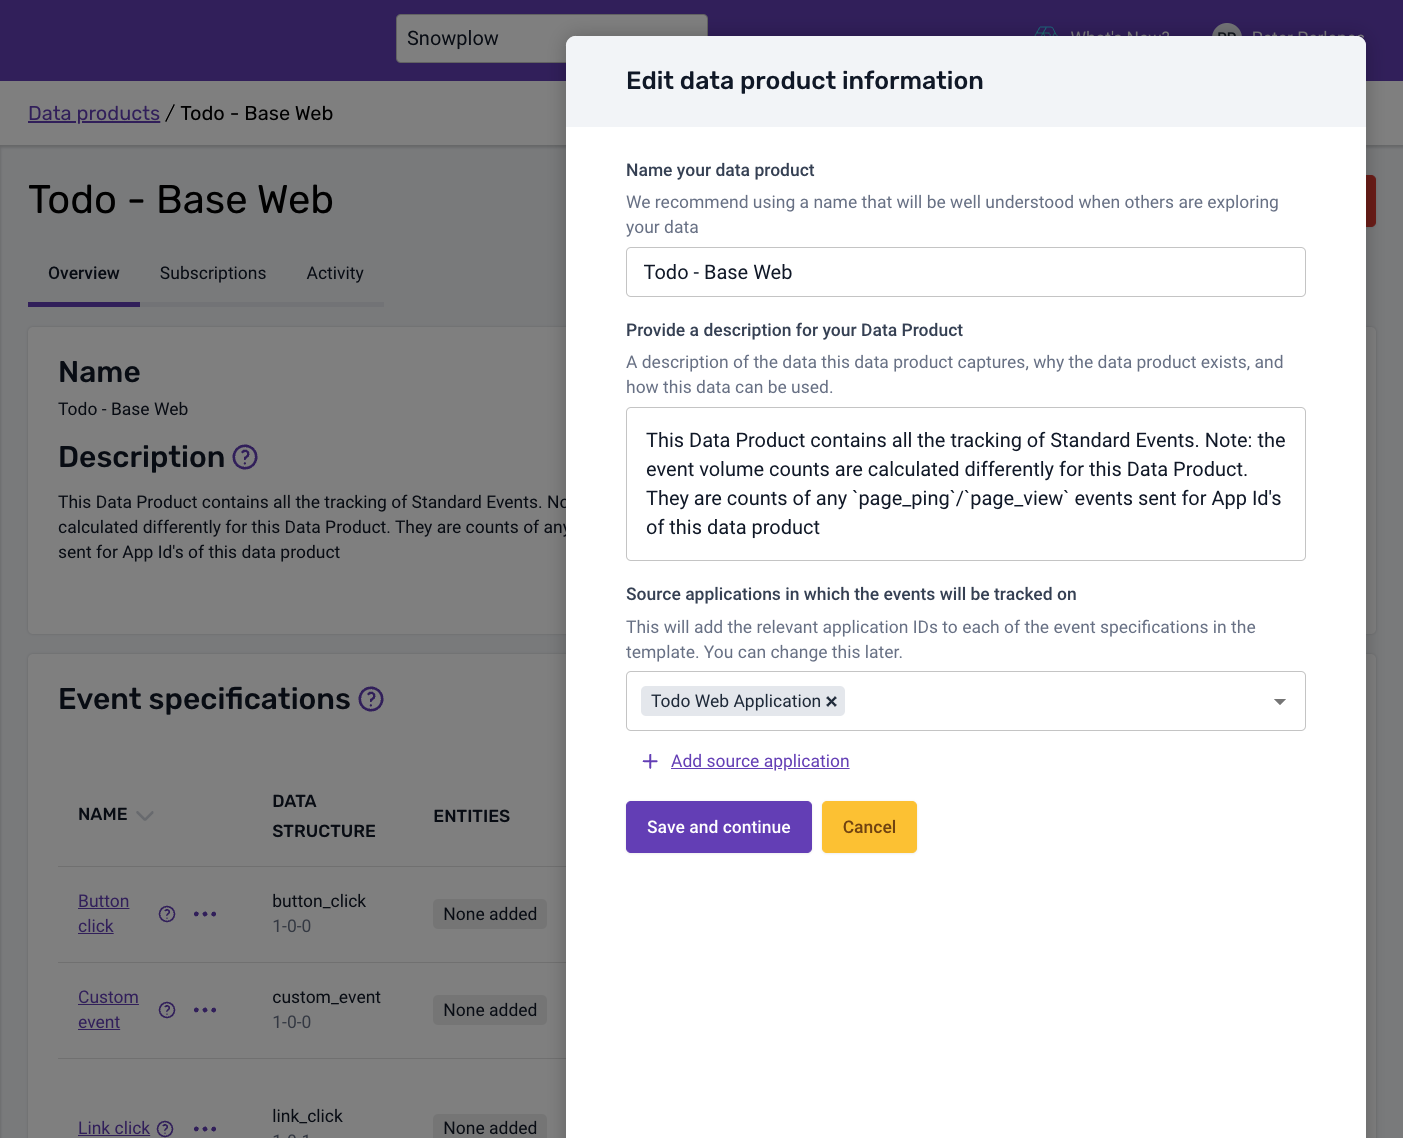 Snowplow
What's New?
Data products / Todo - Base Web
Todo - Base Web
Overview
Subscriptions
Activity
Name
Todo - Base Web
Description
This Data Product contains all the tracking of Standard Events.
calculated differently for this Data Product. They are counts of any
sent for App Id's of this data product
Event specifications
NAME
DATA
STRUCTURE
ENTITIES
Button
click
button_click
1-0-0
None added
Custom
event
custom_event
1-0-0
None added
Link click
link_click
None added
Edit data product information
Name your data product
We recommend using a name that will be well understood when others are exploring
your data
Todo - Base Web
Provide a description for your Data Product
A description of the data this data product captures, why the data product exists, and
how this data can be used.
This Data Product contains all the tracking of Standard Events. Note: the
event volume counts are calculated differently for this Data Product.
They are counts of any `page_ping`/`page_view` events sent for App Id's
of this data product
Source applications in which the events will be tracked on
This will add the relevant application IDs to each of the event specifications in the
template. You can change this later.
Todo Web Application ×
+ Add source application
Save and continue
Cancel